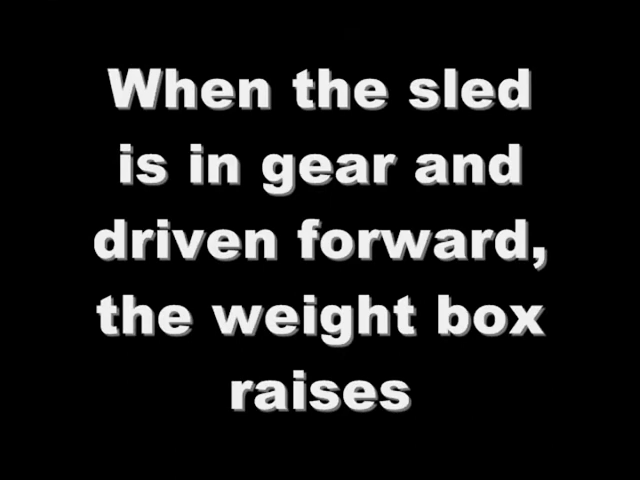 When the sled
is in gear and
driven forward,
the weight box
raises